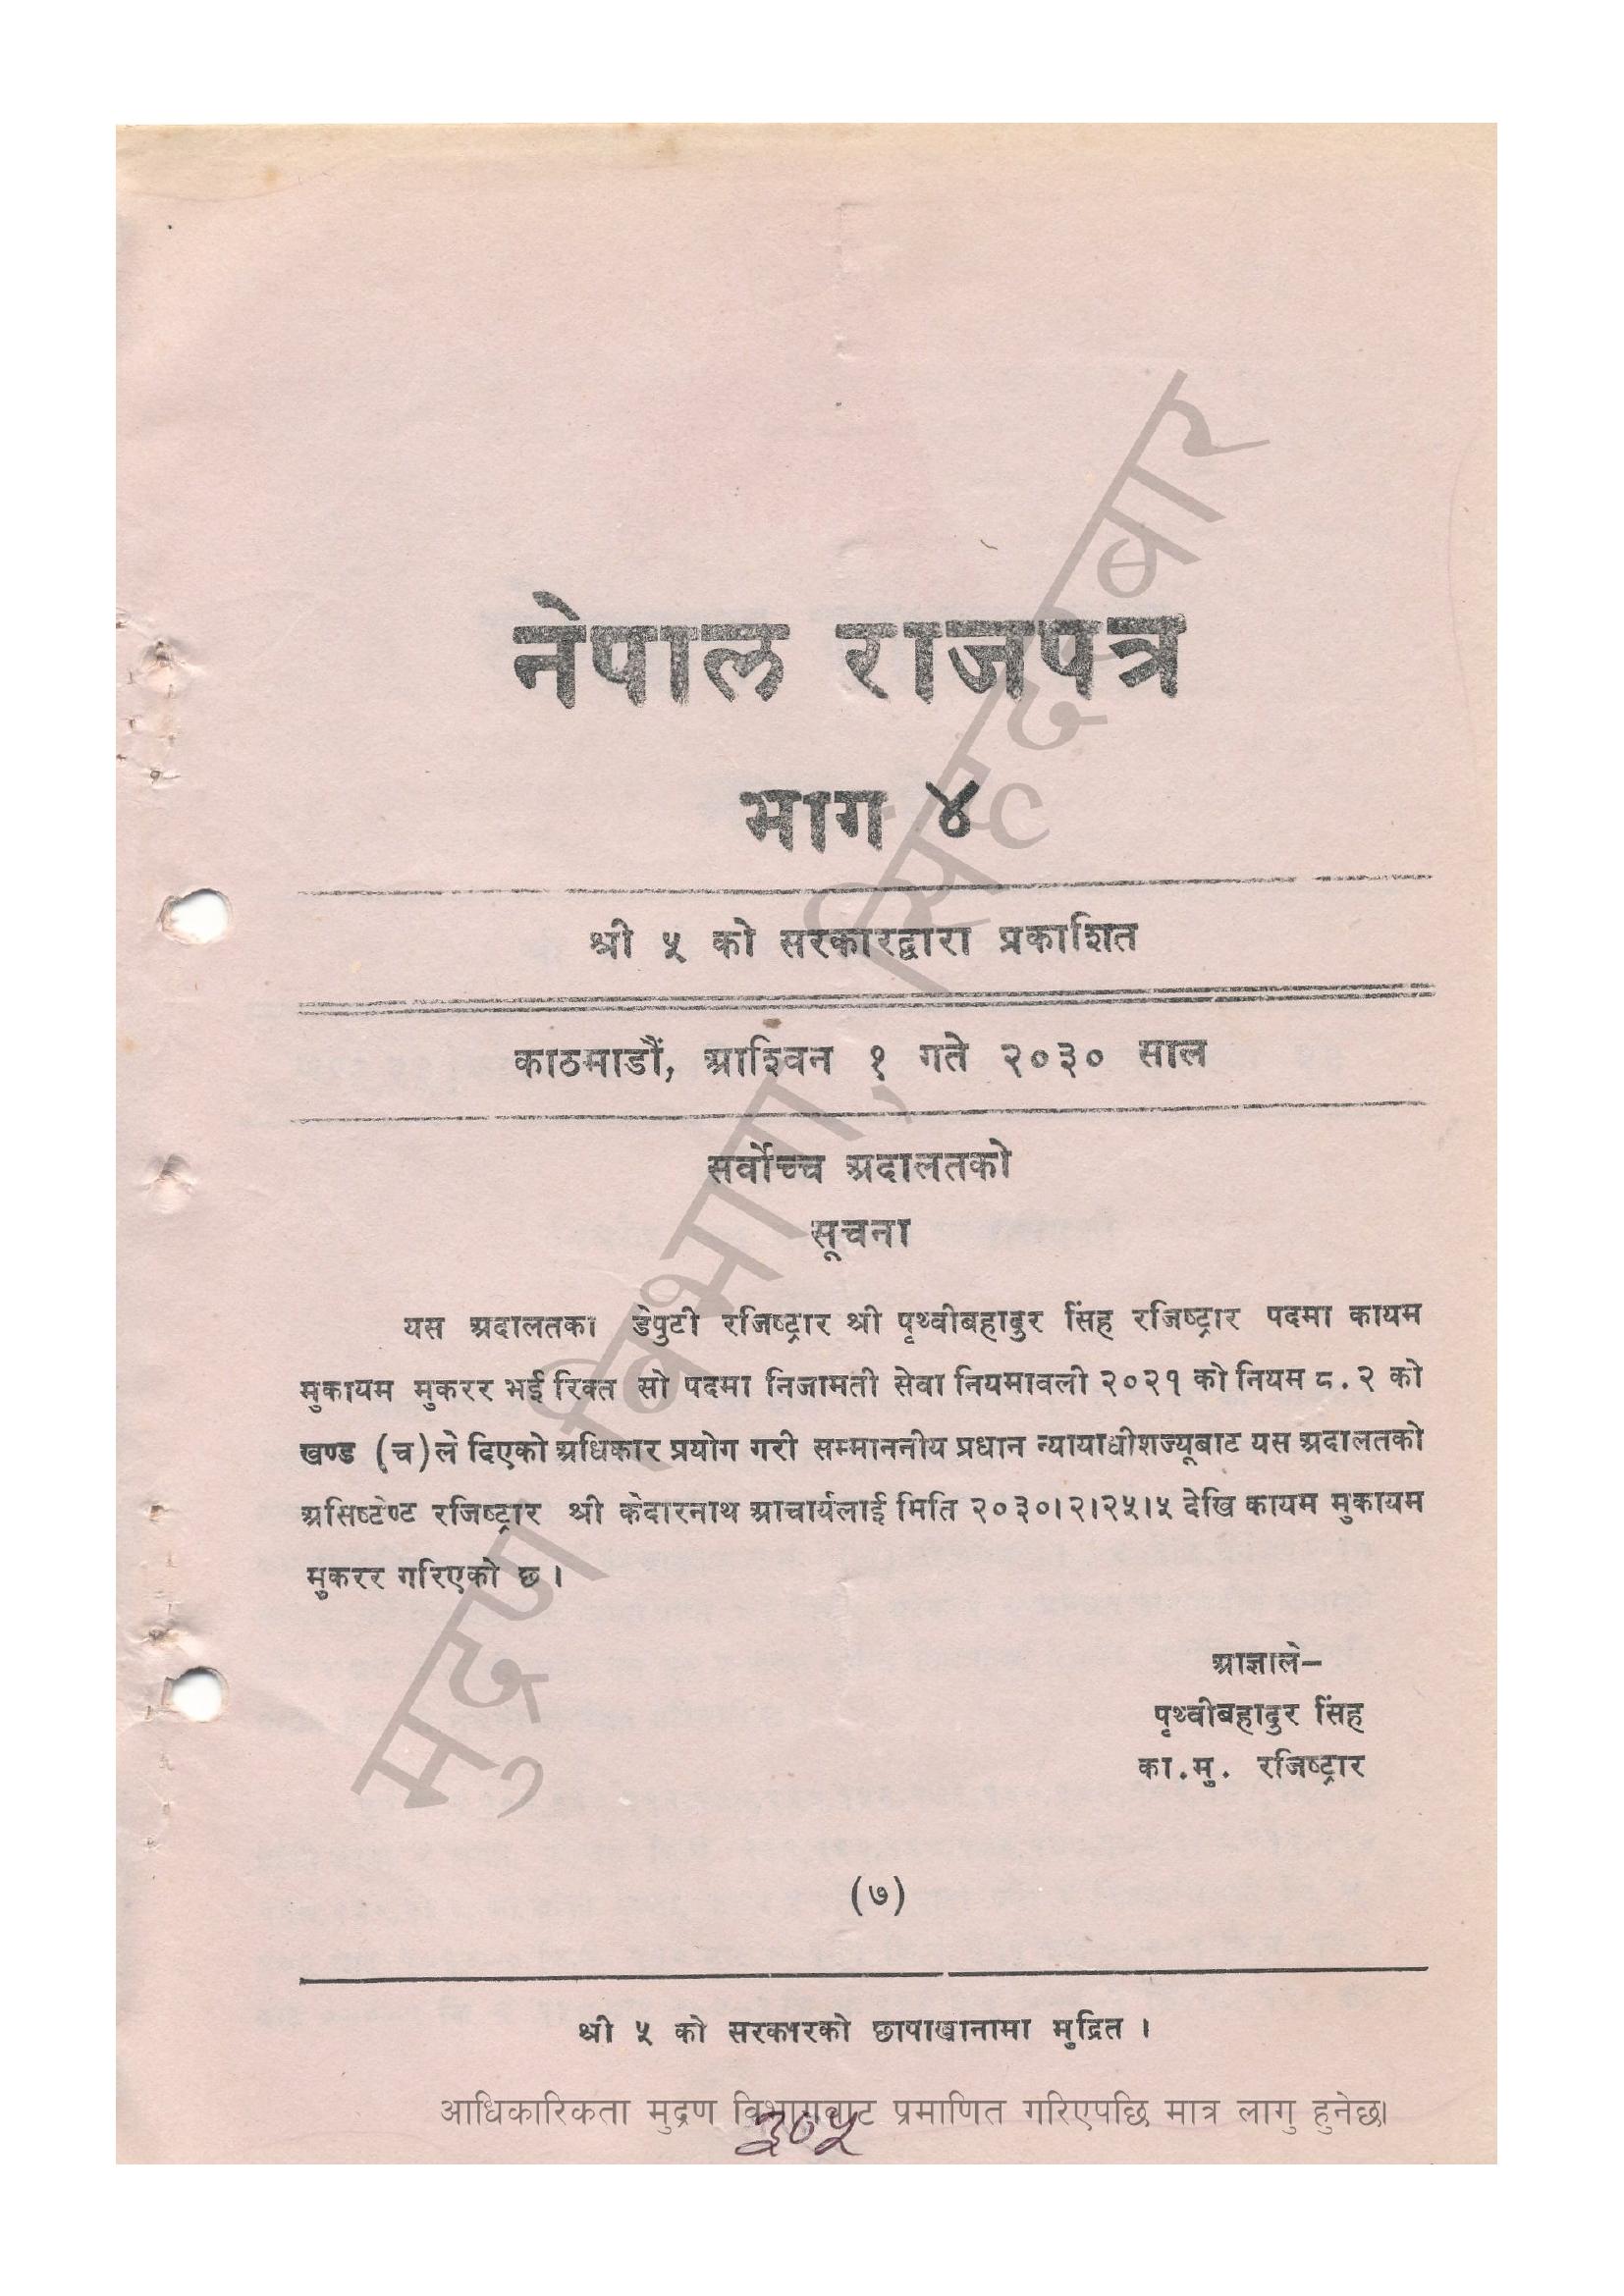 नेपाल राजपत्र
भाग ४
श्री ५ को सरकारद्वारा प्रकाशित
काठमाडौं, आश्विन १ गते २०३० साल
सर्वोच्च अदालतको
सूचना
यस अदालतका डेपुटी रजिष्ट्रार श्री पृथ्वीबहादुर सिंह रजिष्ट्रार पदमा कायम
मुकायम मुकरर भई रिक्त सो पदमा निजामती सेवा नियमावली २०२१ को नियम ८.२ को
खण्ड (च)ले दिएको अधिकार प्रयोग गरी सम्माननीय प्रधान न्यायाधीशज्यूबाट यस अदालतको
असिष्टेण्ट रजिष्ट्रार श्री केदारनाथ आचार्यलाई मिति २०३०।२।२५।५ देखि कायम मुकायम
मुकरर गरिएको छ ।
आज्ञाले–
पृथ्वीबहादुर सिंह
का.मु. रजिष्ट्रार
(७)
श्री ५ को सरकारको छापाखानामा मुद्रित ।
आधिकारिकता मुद्रण विभागबाट प्रमाणित गरिएपछि मात्र लागु हुनेछ।
३०५
मुद्रण विभाग, सिंहदरबार